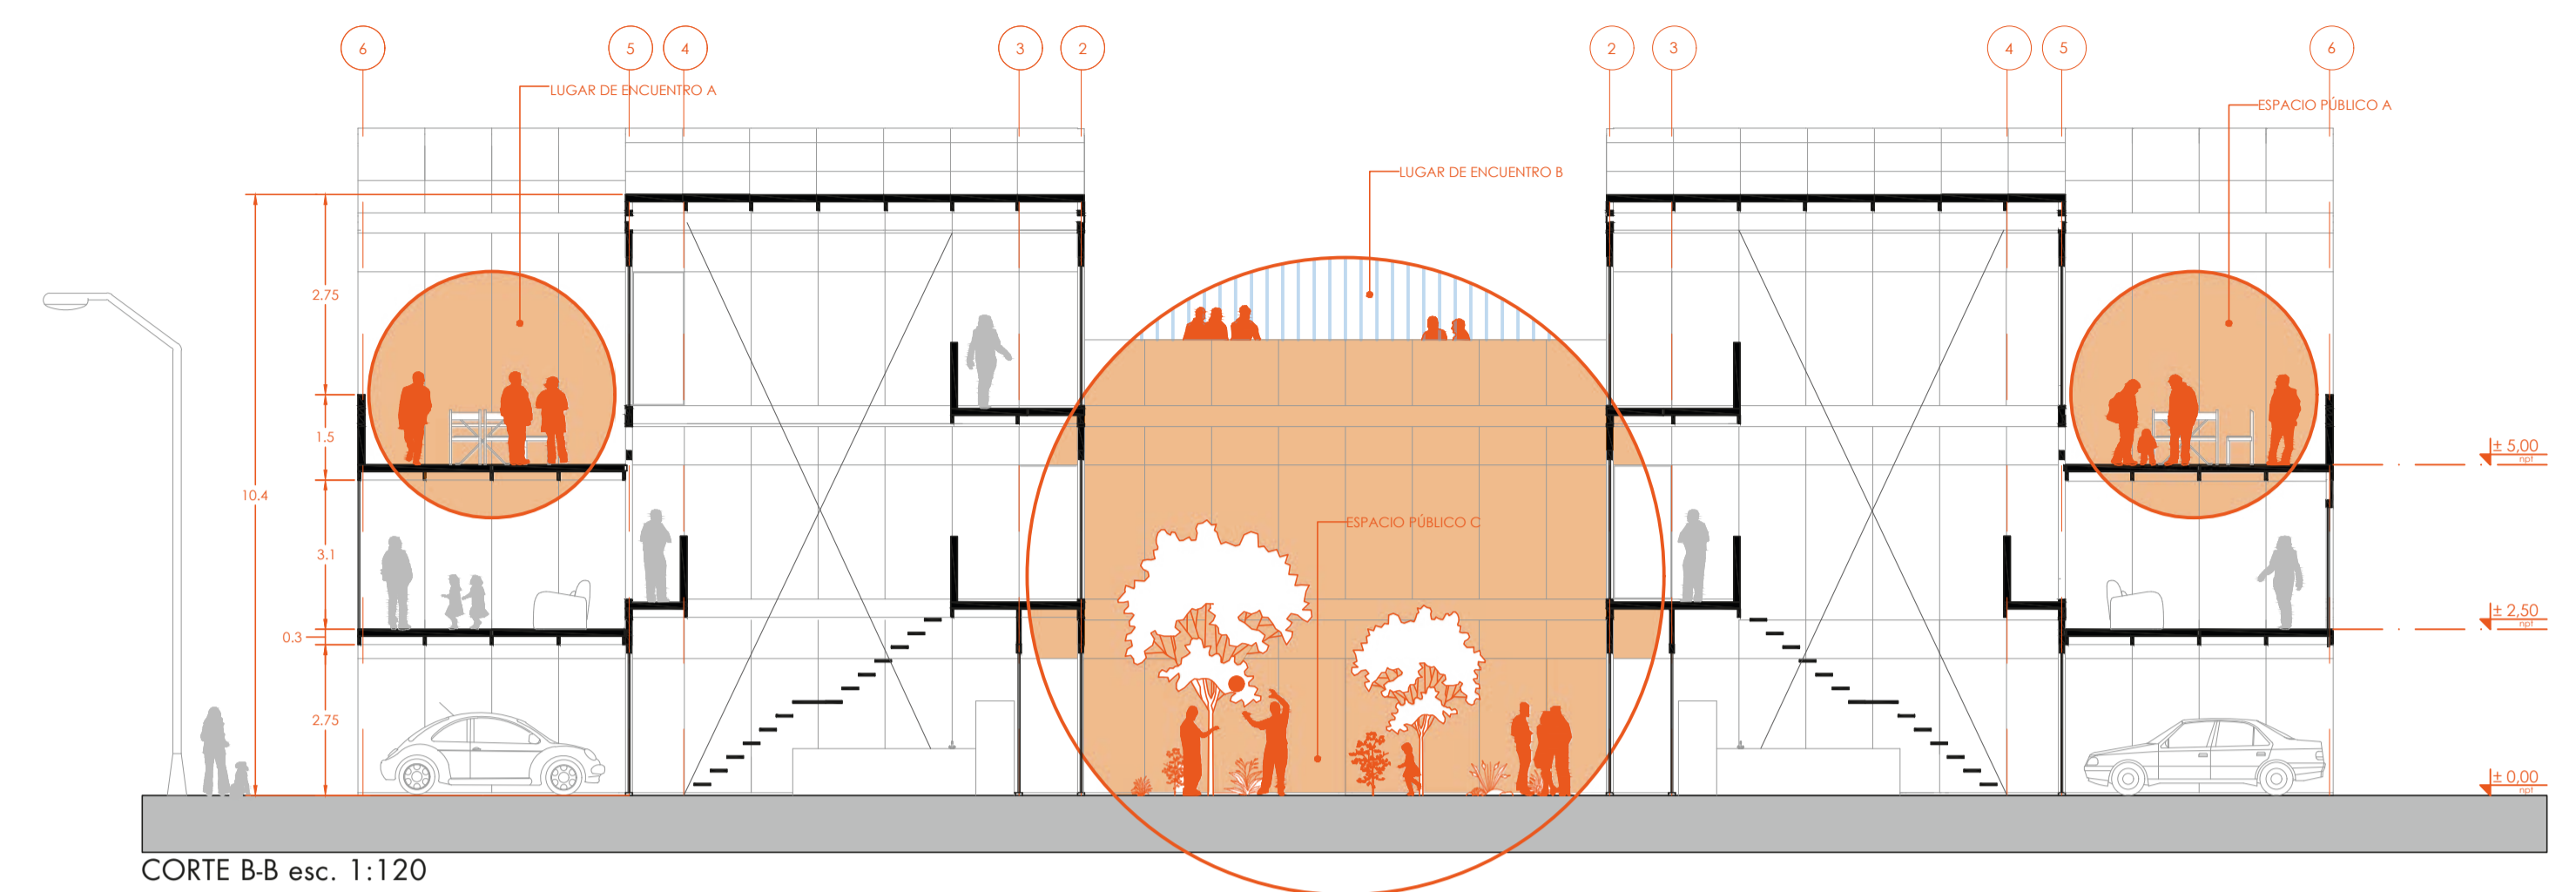 6 5 4 3 2 2 3 4 5 6
LUGAR DE ENCUENTRO A
ESPACIO PÚBLICO A
LUGAR DE ENCUENTRO B
2.75
1.5
± 5,00
npt
10.4
ESPACIO PÚBLICO C
3.1
± 2,50
npt
0.3
2.75
± 0,00
npt
CORTE B-B esc. 1:120